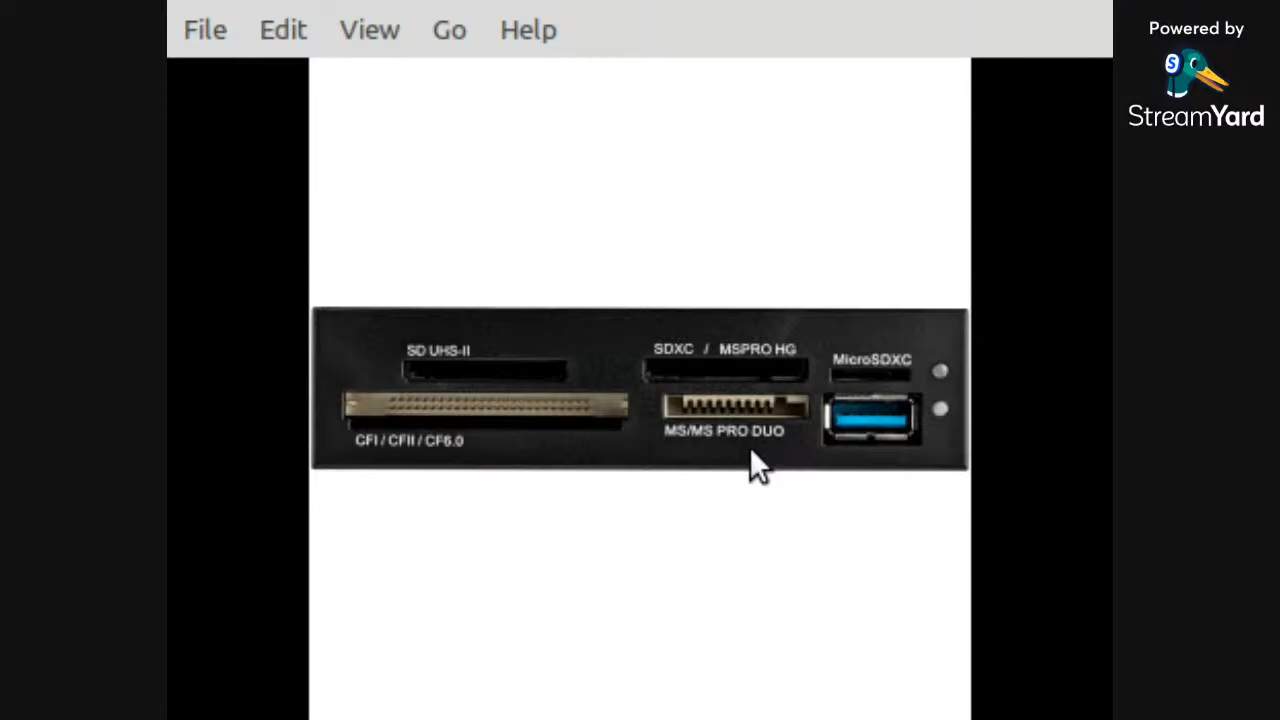 File Edit View Go Help
Powered by
S
StreamYard
SD UHS-II
SDXC / MSPRO HG
MicroSDXC
MS/MS PRO DUO
CFI / CFII / CF6.0